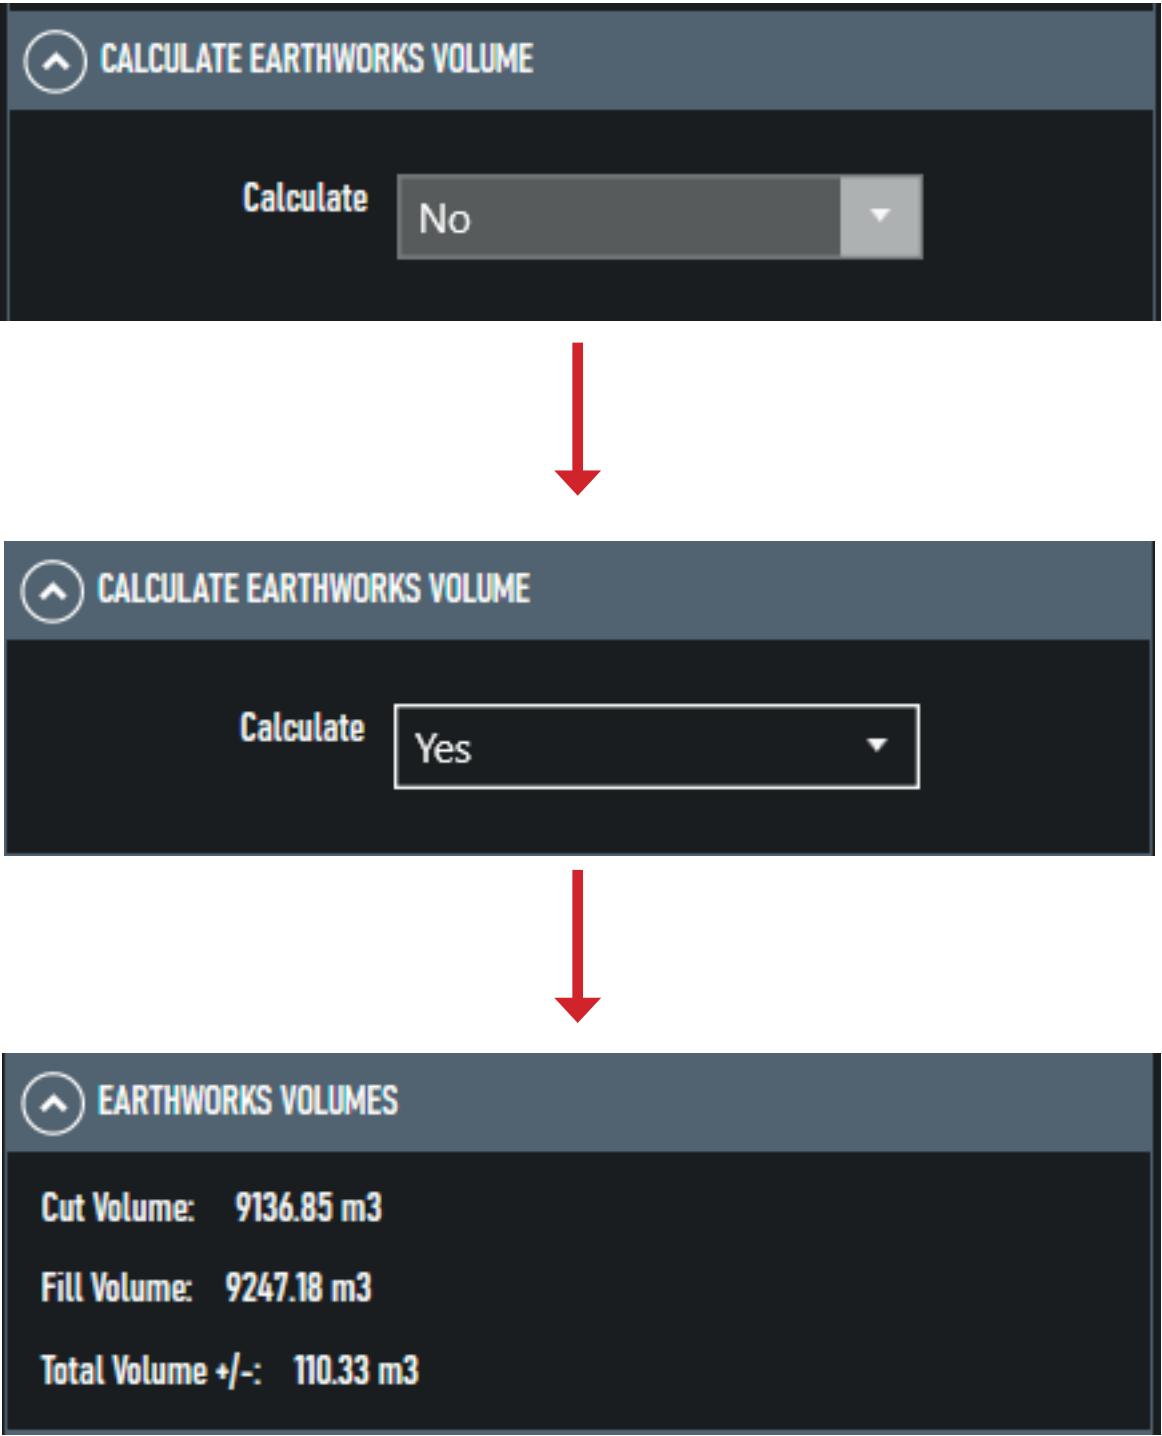 CALCULATE EARTHWORKS VOLUME
Calculate No
CALCULATE EARTHWORKS VOLUME
Calculate Yes
EARTHWORKS VOLUMES
Cut Volume: 9136.85 m3
Fill Volume: 9247.18 m3
Total Volume +/-: 110.33 m3